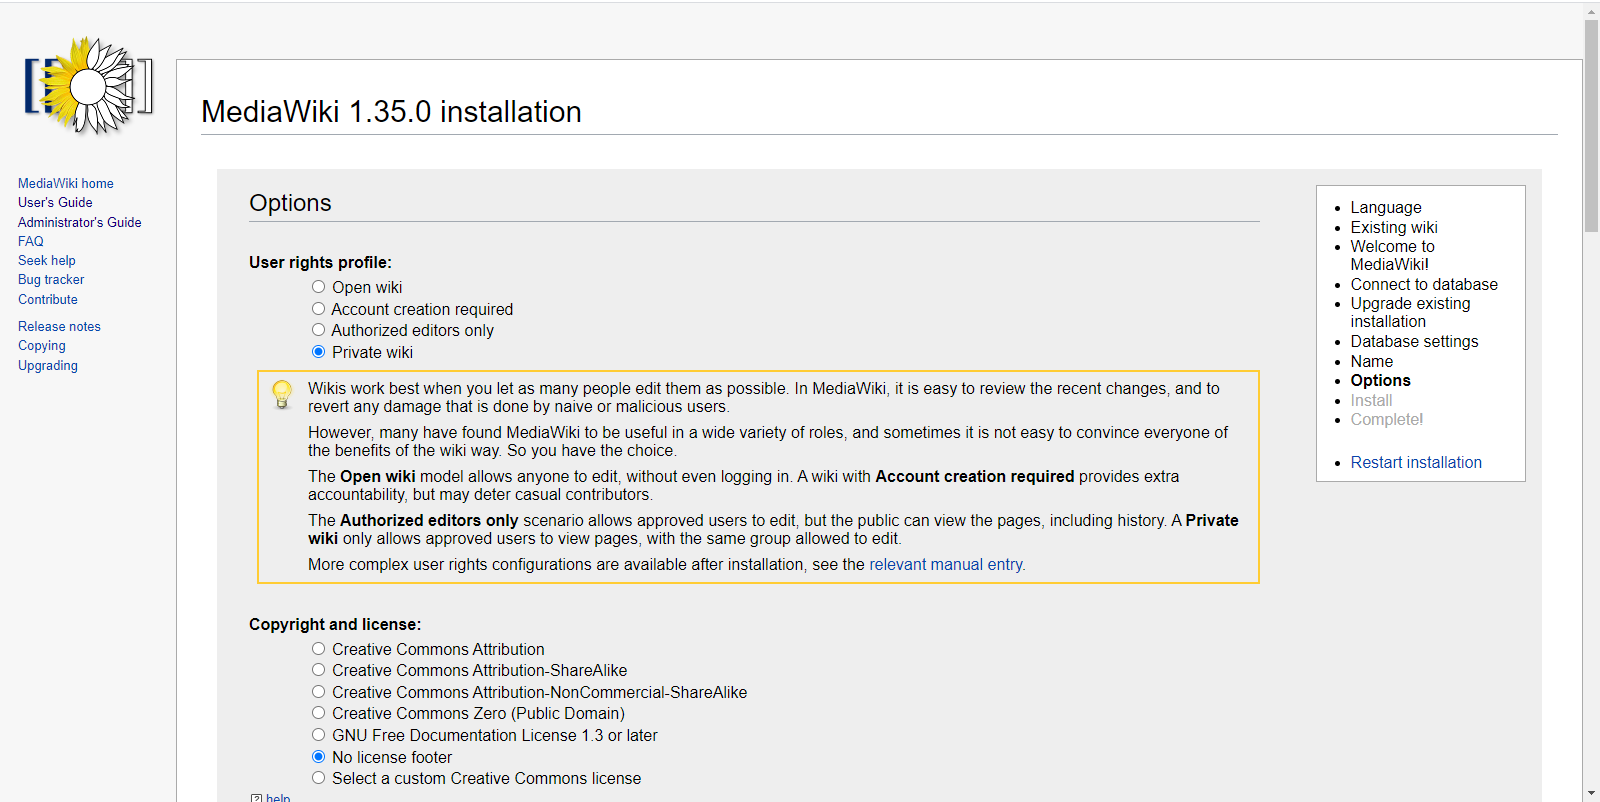 MediaWiki home
User's Guide
Administrator's Guide
FAQ
Seek help
Bug tracker
Contribute
Release notes
Copying
Upgrading
MediaWiki 1.35.0 installation
Options
User rights profile:
Open wiki
Account creation required
Authorized editors only
Private wiki
Wikis work best when you let as many people edit them as possible. In MediaWiki, it is easy to review the recent changes, and to
revert any damage that is done by naive or malicious users.
However, many have found MediaWiki to be useful in a wide variety of roles, and sometimes it is not easy to convince everyone of
the benefits of the wiki way. So you have the choice.
The Open wiki model allows anyone to edit, without even logging in. A wiki with Account creation required provides extra
accountability, but may deter casual contributors.
The Authorized editors only scenario allows approved users to edit, but the public can view the pages, including history. A Private
wiki only allows approved users to view pages, with the same group allowed to edit.
More complex user rights configurations are available after installation, see the relevant manual entry.
Copyright and license:
Creative Commons Attribution
Creative Commons Attribution-ShareAlike
Creative Commons Attribution-NonCommercial-ShareAlike
Creative Commons Zero (Public Domain)
GNU Free Documentation License 1.3 or later
No license footer
Select a custom Creative Commons license
help
Language
Existing wiki
Welcome to
MediaWiki!
Connect to database
Upgrade existing
installation
Database settings
Name
Options
Install
Complete!
Restart installation